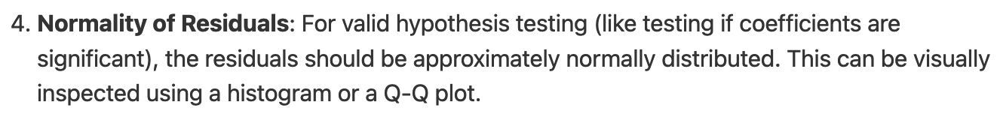 4. Normality of Residuals: For valid hypothesis testing (like testing if coefficients are
significant), the residuals should be approximately normally distributed. This can be visually
inspected using a histogram or a Q-Q plot.